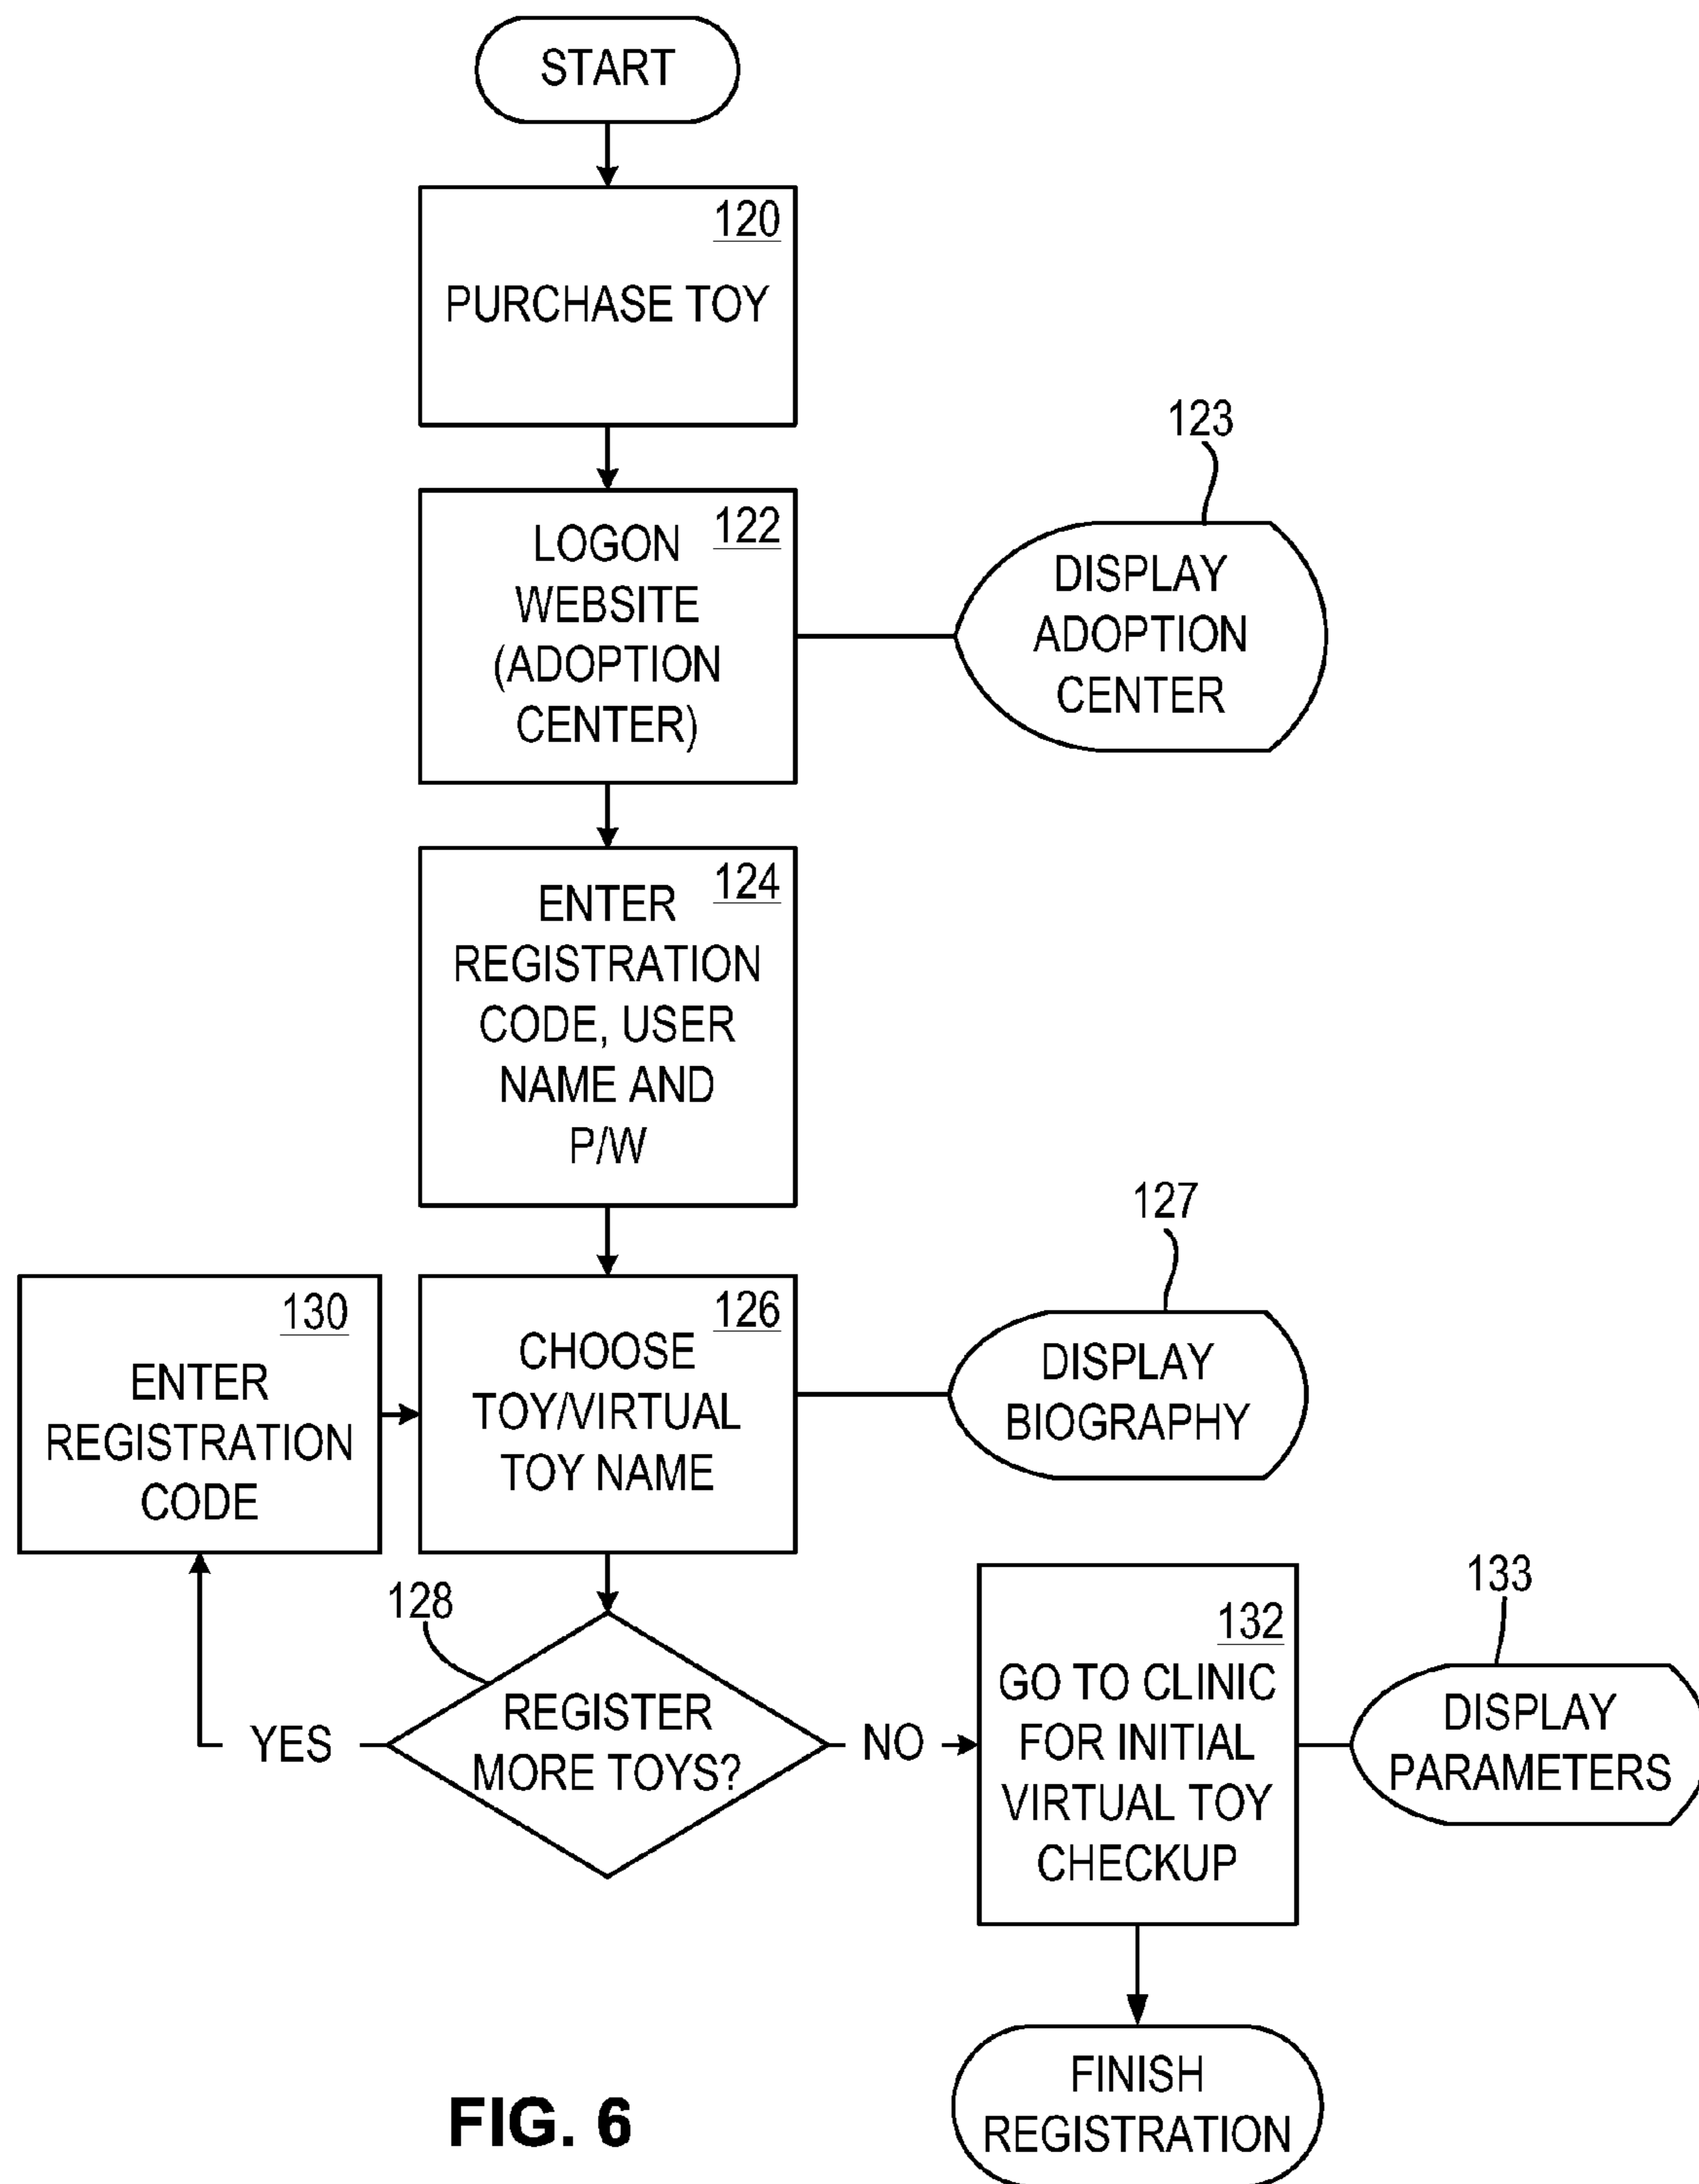 START
120
PURCHASE TOY
123
122
LOGON
WEBSITE
(ADOPTION
CENTER)
DISPLAY
ADOPTION
CENTER
124
ENTER
REGISTRATION
CODE, USER
NAME AND
P/W
127
130
ENTER
REGISTRATION
CODE
126
CHOOSE
TOY/VIRTUAL
TOY NAME
DISPLAY
BIOGRAPHY
128
REGISTER
MORE TOYS?
YES
NO
132
GO TO CLINIC
FOR INITIAL
VIRTUAL TOY
CHECKUP
133
DISPLAY
PARAMETERS
FINISH
REGISTRATION
FIG. 6